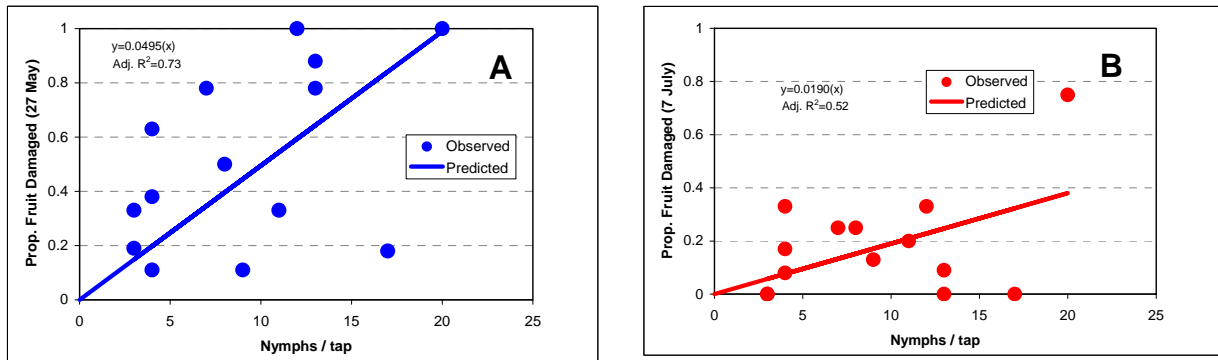 Prop. Fruit Damaged (27 May)
1
0.8
0.6
0.4
0.2
0
y=0.0495(x)
Adj. R²=0.73
A
Observed
Predicted
0 5 10 15 20 25
Nymphs / tap
Prop. Fruit Damaged (7 July)
1
0.8
0.6
0.4
0.2
0
y=0.0190(x)
Adj. R²=0.52
B
Observed
Predicted
0 5 10 15 20 25
Nymphs / tap